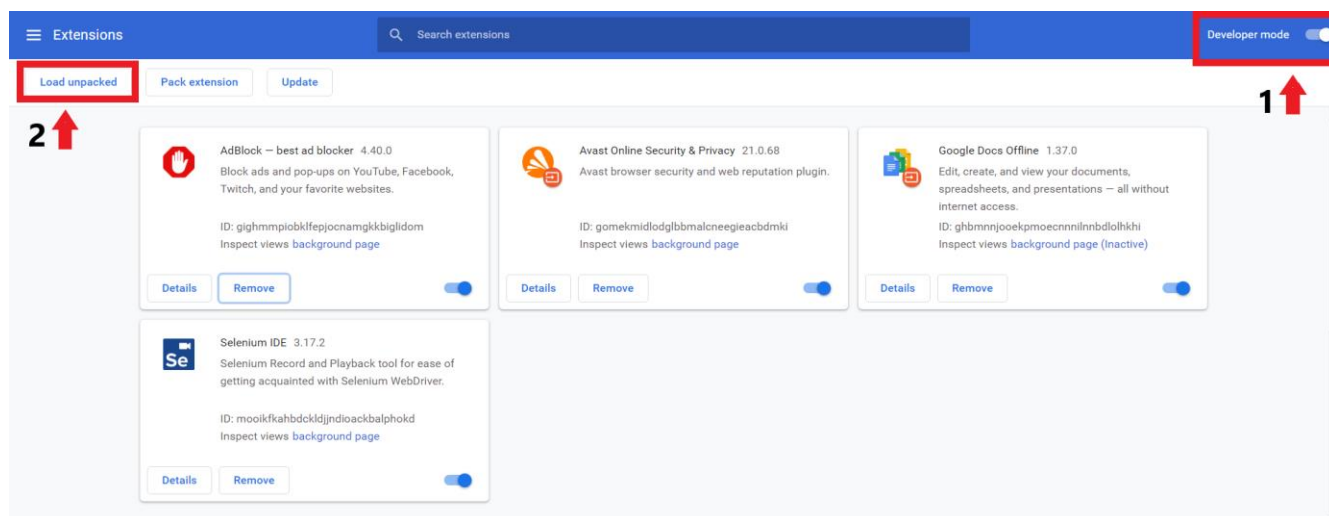 Extensions
Search extensions
Developer mode
Load unpacked
Pack extension
Update
1
2
AdBlock — best ad blocker 4.40.0
Block ads and pop-ups on YouTube, Facebook,
Twitch, and your favorite websites.
ID: gighmmpiobklfepjocnamgkkbiglidom
Inspect views background page
Details
Remove
Avast Online Security & Privacy 21.0.68
Avast browser security and web reputation plugin.
ID: gomekmidlodglbbmalcneegieacbdmki
Inspect views background page
Details
Remove
Google Docs Offline 1.37.0
Edit, create, and view your documents,
spreadsheets, and presentations — all without
internet access.
ID: ghbmnnjooekpmoecnnnilnnbdlolhkhi
Inspect views background page (Inactive)
Details
Remove
Se
Selenium IDE 3.17.2
Selenium Record and Playback tool for ease of
getting acquainted with Selenium WebDriver.
ID: mooikfkahbdckldjjndioackbalphokd
Inspect views background page
Details
Remove